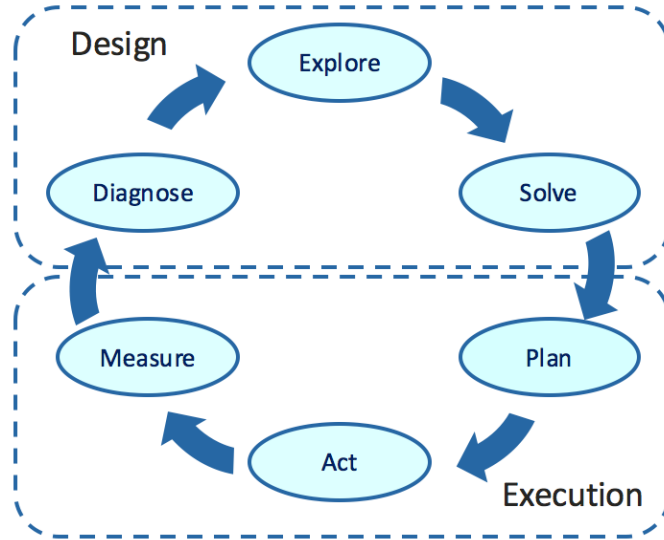 Design
Explore
Diagnose
Solve
Measure
Plan
Act
Execution